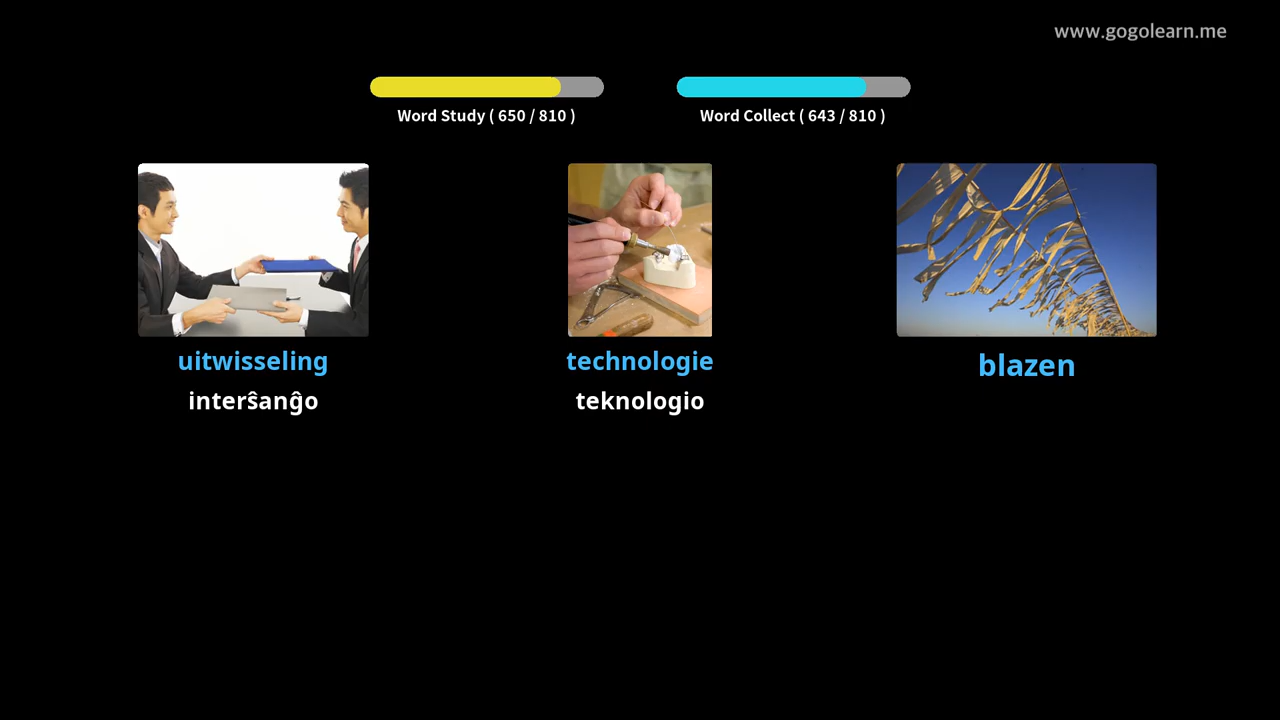 www.gogolearn.me
Word Study ( 650 / 810 )
Word Collect ( 643 / 810 )
uitwisseling
interŝanĝo
technologie
teknologio
blazen